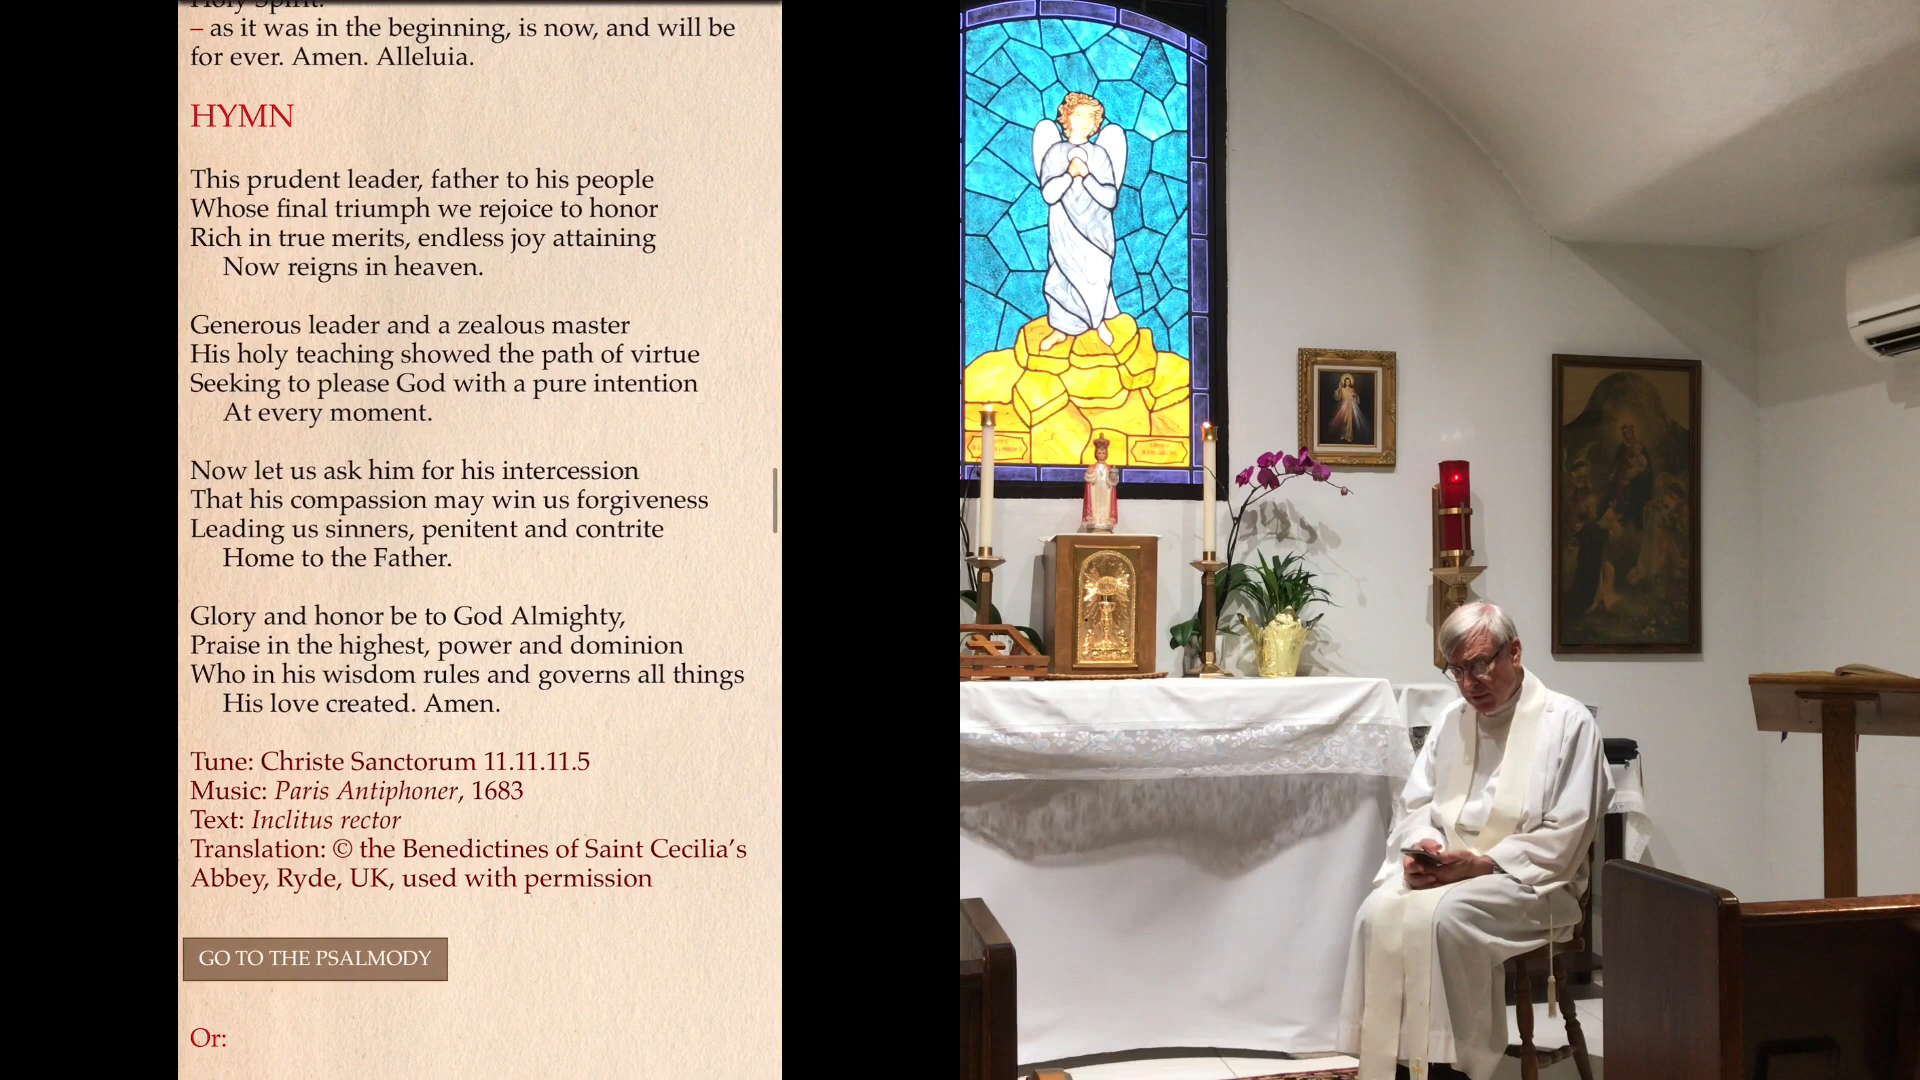 Holy Spirit.
– as it was in the beginning, is now, and will be
for ever. Amen. Alleluia.
HYMN
This prudent leader, father to his people
Whose final triumph we rejoice to honor
Rich in true merits, endless joy attaining
Now reigns in heaven.
Generous leader and a zealous master
His holy teaching showed the path of virtue
Seeking to please God with a pure intention
At every moment.
Now let us ask him for his intercession
That his compassion may win us forgiveness
Leading us sinners, penitent and contrite
Home to the Father.
Glory and honor be to God Almighty,
Praise in the highest, power and dominion
Who in his wisdom rules and governs all things
His love created. Amen.
Tune: Christe Sanctorum 11.11.11.5
Music: Paris Antiphoner, 1683
Text: Inclitus rector
Translation: © the Benedictines of Saint Cecilia’s
Abbey, Ryde, UK, used with permission
GO TO THE PSALMODY
Or: